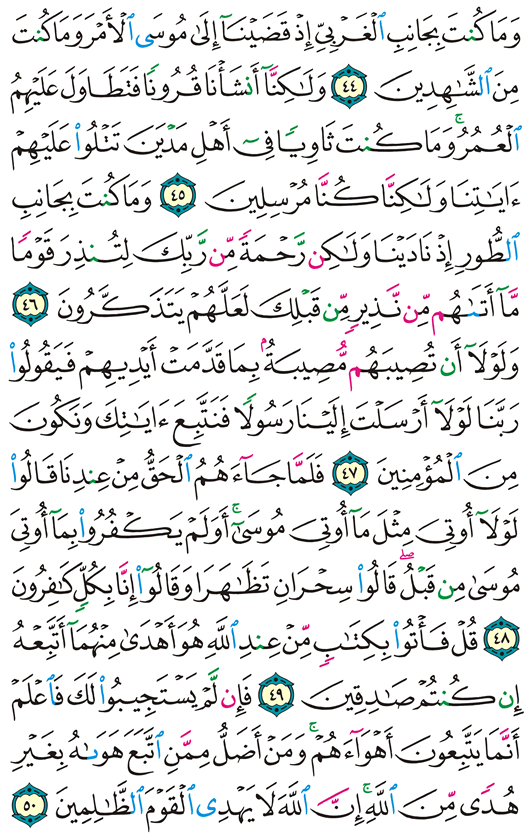 وَمَا كُنتَ بِجَانِبِ ٱلْغَرْبِىِّ إِذْ قَضَيْنَآ إِلَىٰ مُوسَى ٱلْأَمْرَ وَمَا كُنتَ
مِنَ ٱلشَّٰهِدِينَ ٤٤ وَلَٰكِنَّآ أَنشَأْنَا قُرُونًا فَتَطَاوَلَ عَلَيْهِمُ
ٱلْعُمُرُ ۚ وَمَا كُنتَ ثَاوِيًا فِىٓ أَهْلِ مَدْيَنَ تَتْلُوا۟ عَلَيْهِمْ
ءَايَٰتِنَا وَلَٰكِنَّا كُنَّا مُرْسِلِينَ ٤٥ وَمَا كُنتَ بِجَانِبِ
ٱلطُّورِ إِذْ نَادَيْنَا وَلَٰكِن رَّحْمَةً مِّن رَّبِّكَ لِتُنذِرَ قَوْمًا
مَّآ أَتَىٰهُم مِّن نَّذِيرٍ مِّن قَبْلِكَ لَعَلَّهُمْ يَتَذَكَّرُونَ ٤٦
وَلَوْلَآ أَن تُصِيبَهُم مُّصِيبَةٌۢ بِمَا قَدَّمَتْ أَيْدِيهِمْ فَيَقُولُوا۟
رَبَّنَا لَوْلَآ أَرْسَلْتَ إِلَيْنَا رَسُولًا فَنَتَّبِعَ ءَايَٰتِكَ وَنَكُونَ
مِنَ ٱلْمُؤْمِنِينَ ٤٧ فَلَمَّا جَآءَهُمُ ٱلْحَقُّ مِنْ عِندِنَا قَالُوا۟
لَوْلَآ أُوتِىَ مِثْلَ مَآ أُوتِىَ مُوسَىٰٓ ۚ أَوَلَمْ يَكْفُرُوا۟ بِمَآ أُوتِىَ
مُوسَىٰ مِن قَبْلُ ۖ قَالُوا۟ سِحْرَانِ تَظَٰهَرَا وَقَالُوٓا۟ إِنَّا بِكُلٍّ كَٰفِرُونَ
٤٨ قُلْ فَأْتُوا۟ بِكِتَٰبٍ مِّنْ عِندِ ٱللَّهِ هُوَ أَهْدَىٰ مِنْهُمَآ أَتَّبِعْهُ
إِن كُنتُمْ صَٰدِقِينَ ٤٩ فَإِن لَّمْ يَسْتَجِيبُوا۟ لَكَ فَٱعْلَمْ
أَنَّمَا يَتَّبِعُونَ أَهْوَآءَهُمْ ۚ وَمَنْ أَضَلُّ مِمَّنِ ٱتَّبَعَ هَوَىٰهُ بِغَيْرِ
هُدًى مِّنَ ٱللَّهِ ۚ إِنَّ ٱللَّهَ لَا يَهْدِى ٱلْقَوْمَ ٱلظَّٰلِمِينَ ٥٠